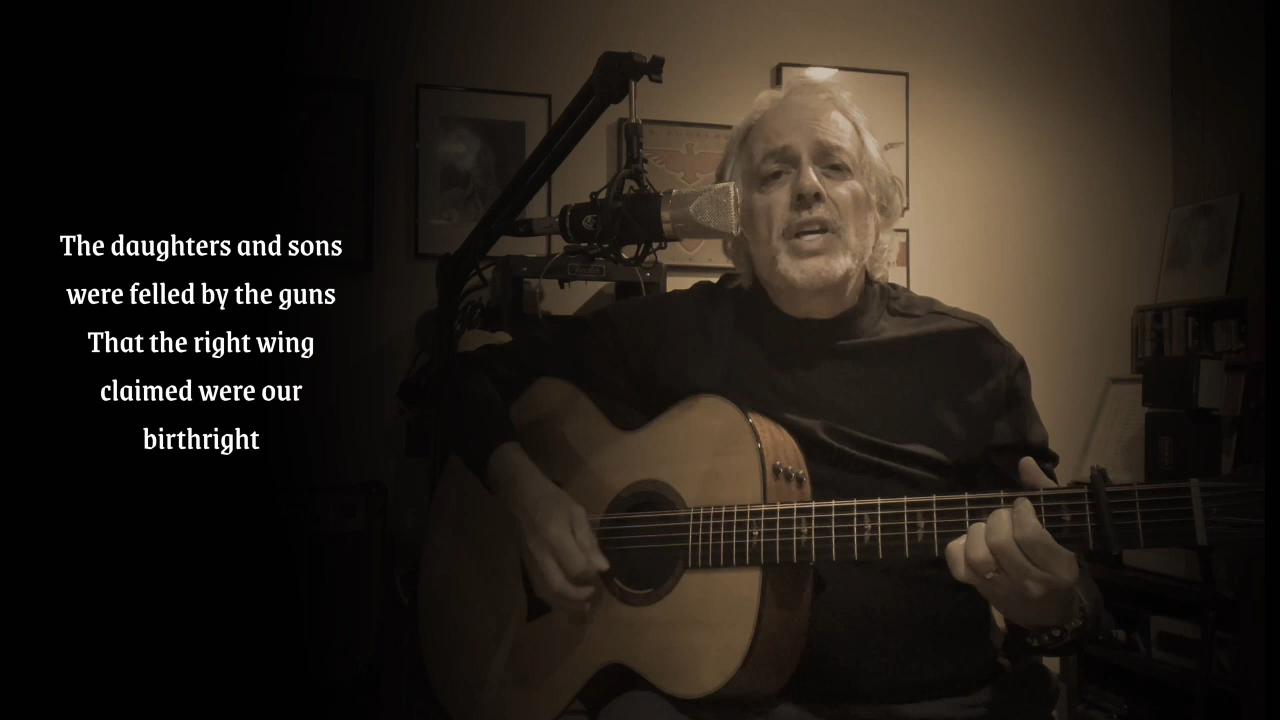 The daughters and sons
were felled by the guns
That the right wing
claimed were our
birthright